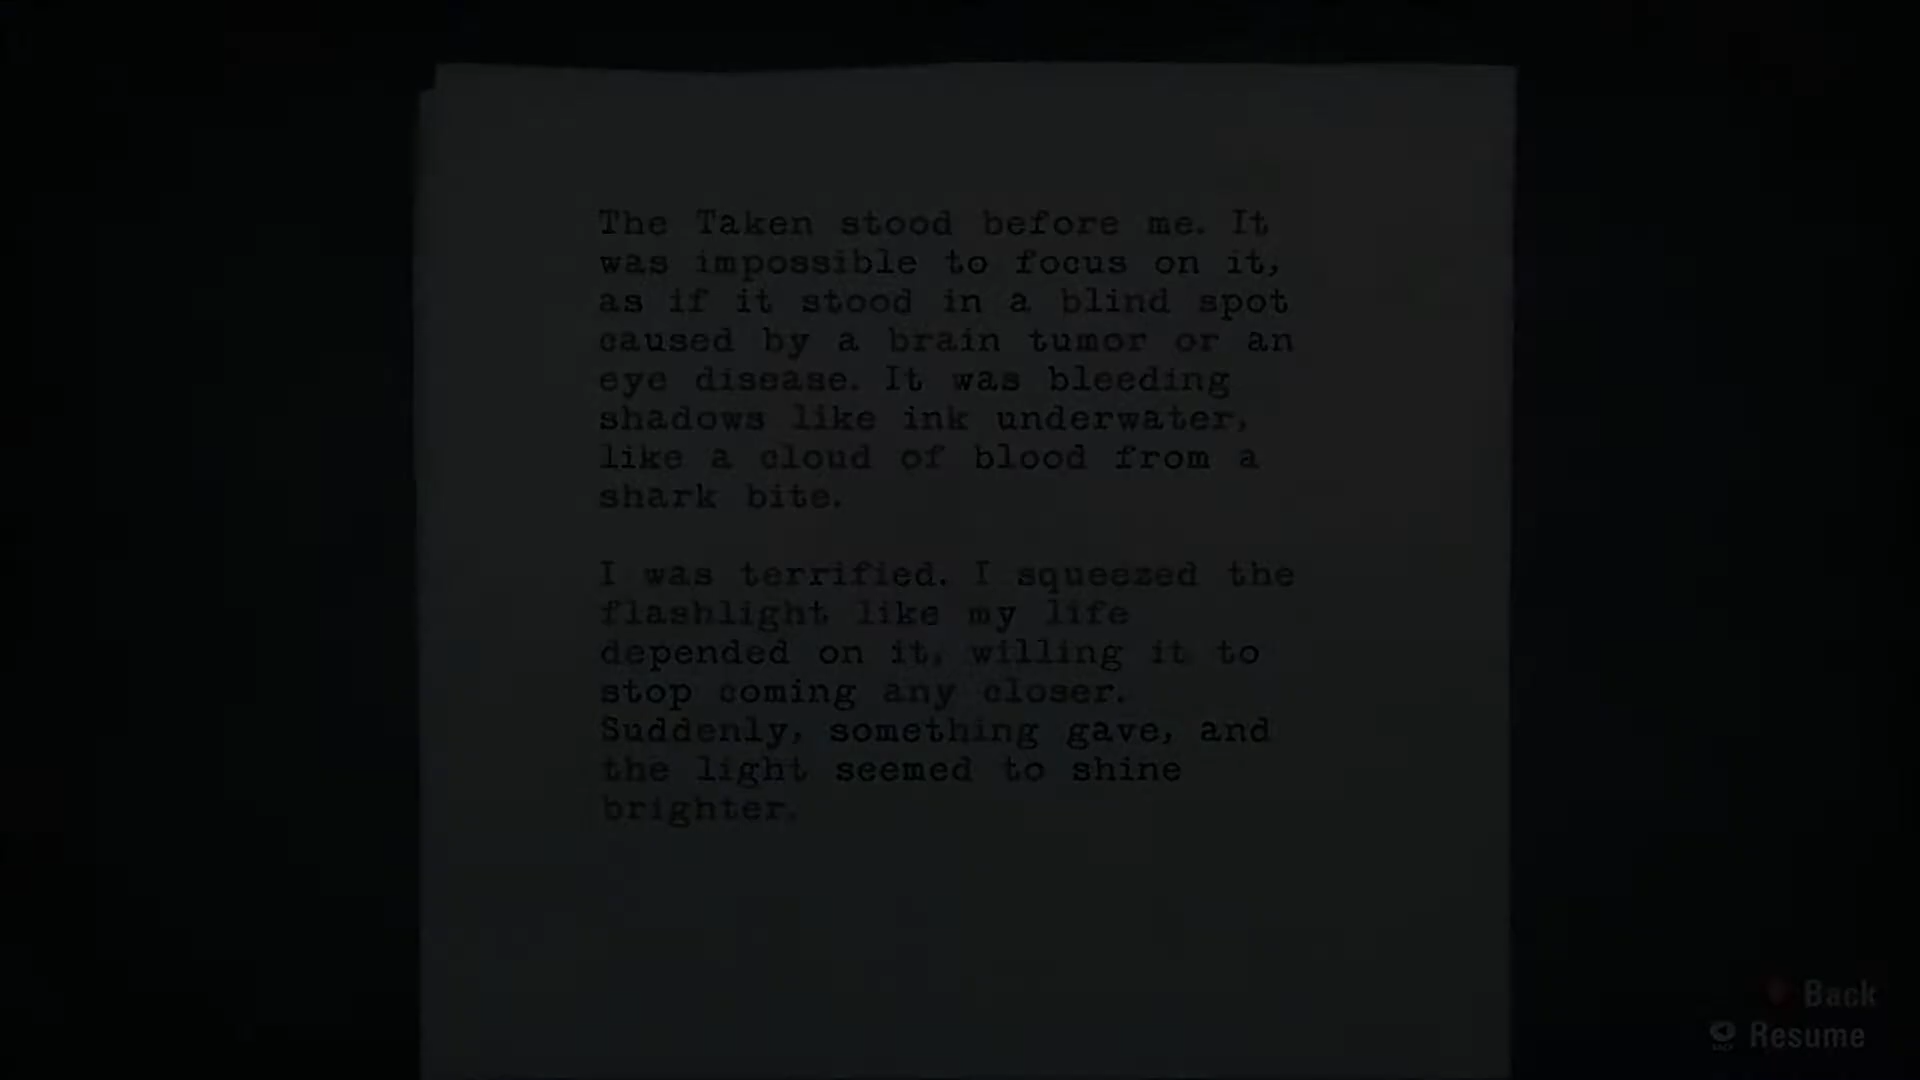 The Taken stood before me. It
was impossible to focus on it,
as if it stood in a blind spot
caused by a brain tumor or an
eye disease. It was bleeding
shadows like ink underwater,
like a cloud of blood from a
shark bite.
I was terrified. I squeezed the
flashlight like my life
depended on it, willing it to
stop coming any closer.
Suddenly, something gave, and
the light seemed to shine
brighter.
Back
Resume